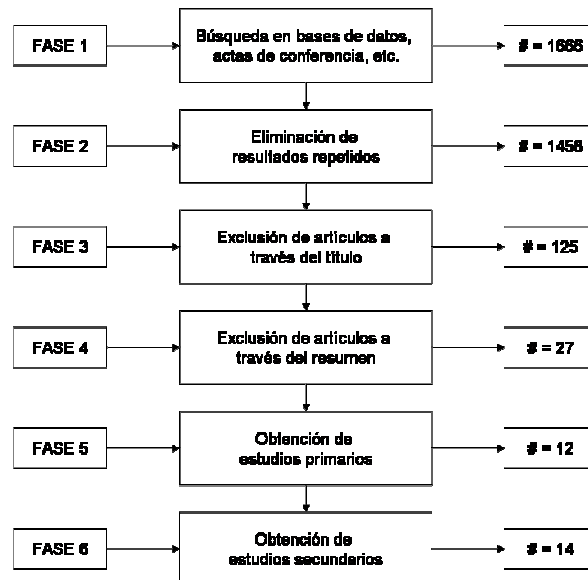 FASE 1
Búsqueda en bases de datos,
actas de conferencia, etc.
FASE 2
Eliminación de
resultados repetidos
FASE 3
Exclusión de artículos a
través del título
# = 125
FASE 4
Exclusión de artículos a
través del resumen
# = 27
FASE 5
Obtención de
estudios primarios
# = 12
FASE 6
Obtención de
estudios secundarios
# = 14